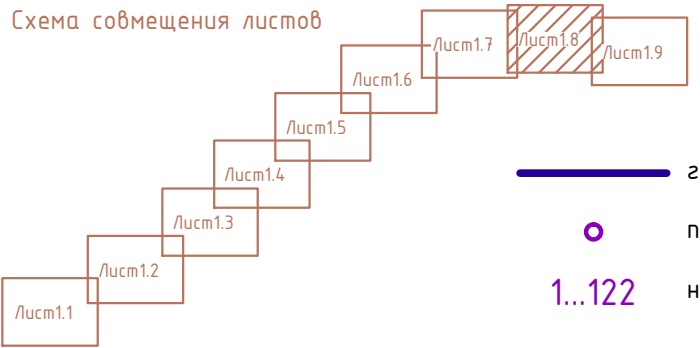 Схема совмещения листов
Лист1.7
Лист1.8
Лист1.9
Лист1.6
Лист1.5
Лист1.4
г
Лист1.3
п
Лист1.2
1...122
н
Лист1.1